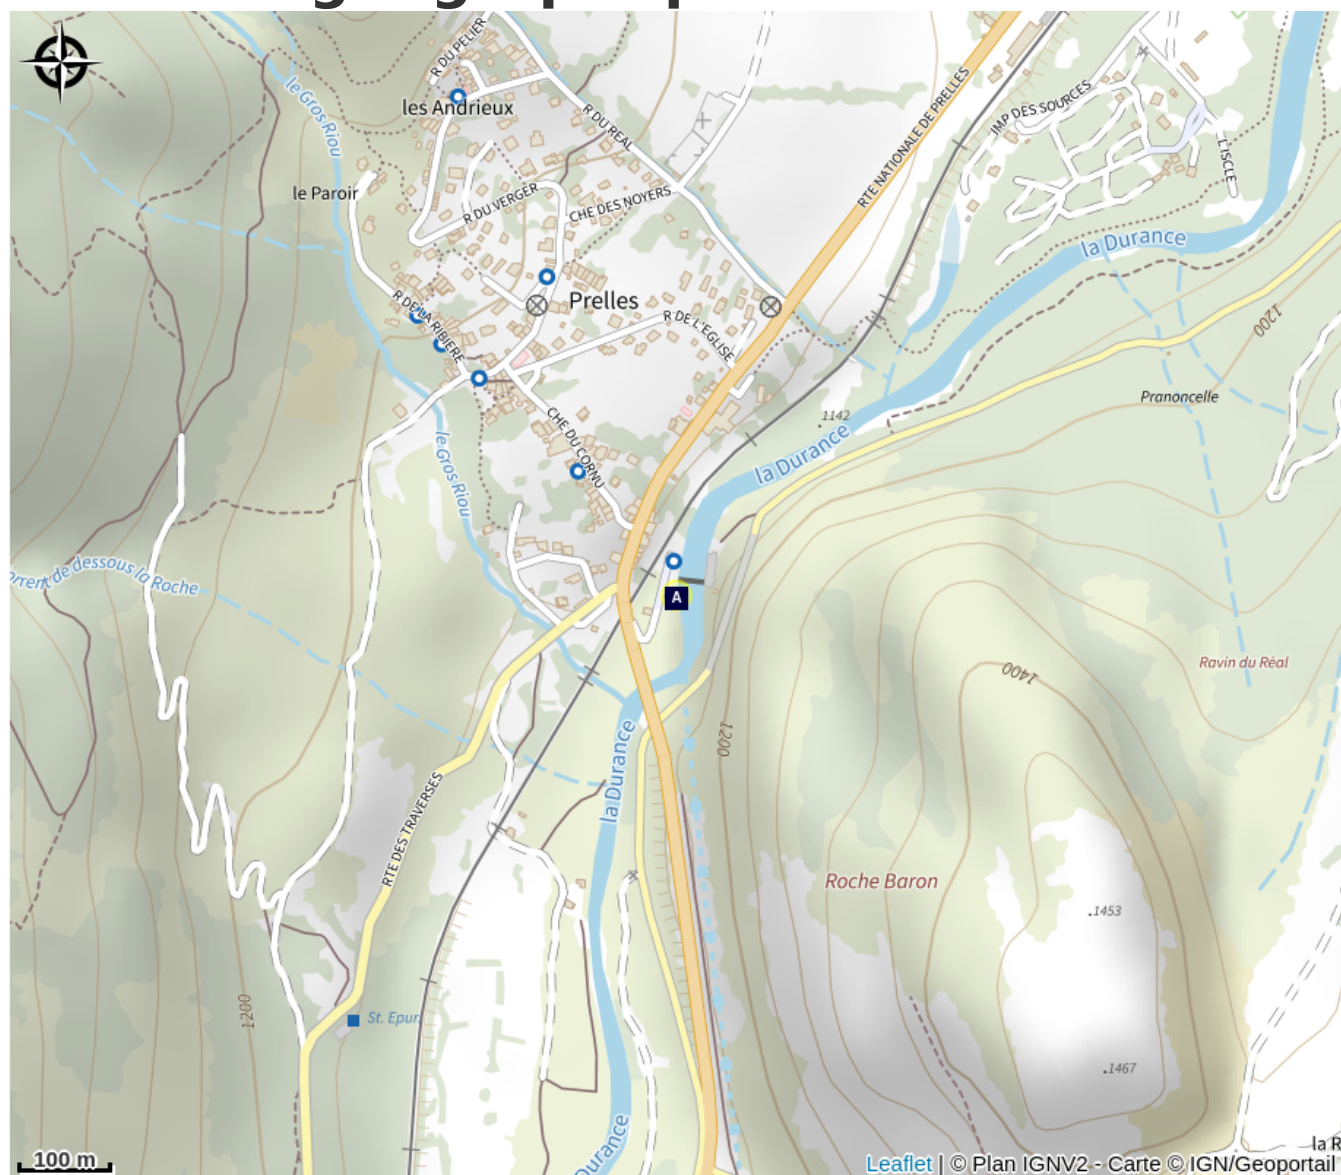 R DU PELIER
les Andrieux
le Gros Riou
R DU REAL
RTE NATIONALE DE PRELLES
IMP DES SOURCES
L'ISCLE
le Paroir
R DU VERGER
CHE DES NOYERS
la Durance
Prelles
R DE LA RIBIERE
R DE L'EGLISE
1200
Pranoncelle
1142
CHE DU CORNU
le Gros Riou
la Durance
orrent de dessous la Roche
A
Ravin du Réal
1400
1200
la Durance
RTE DES TRAVERSES
Roche Baron
1453
1200
St. Epur.
1467
Durance
la R
100 m
Leaflet | © Plan IGNV2 - Carte © IGN/Geoportail